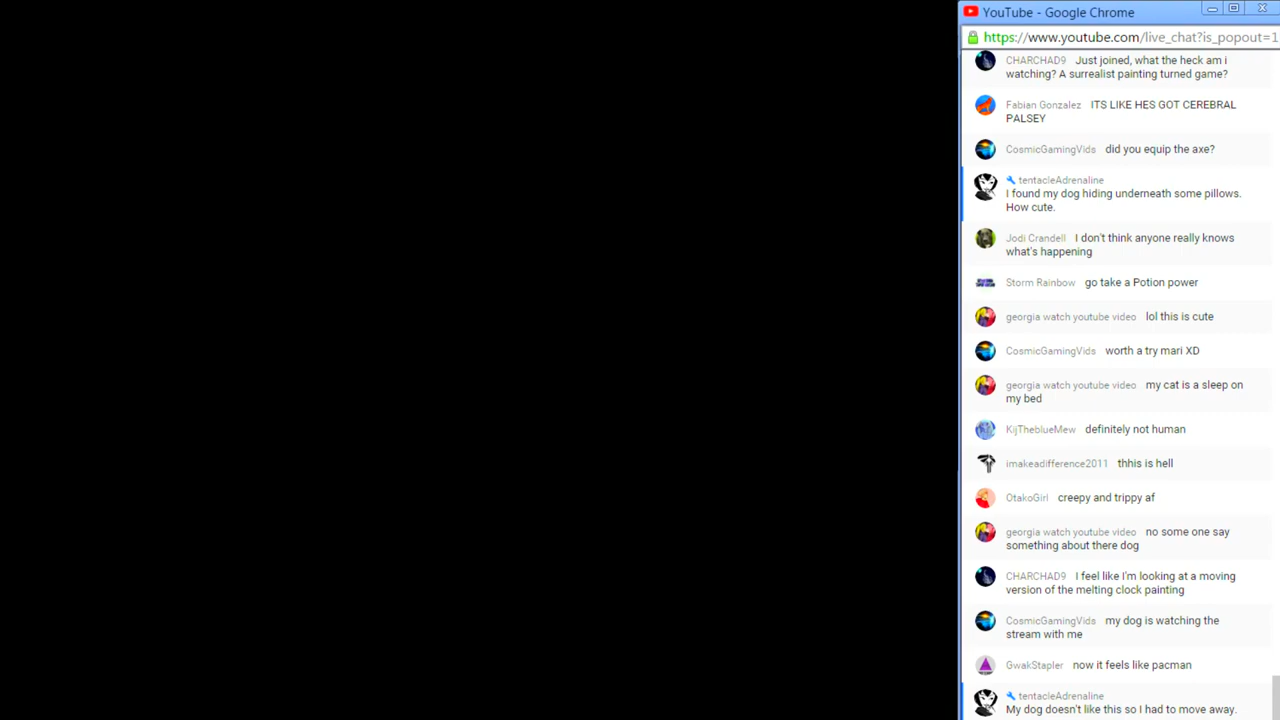 YouTube - Google Chrome
https://www.youtube.com/live_chat?is_popout=1
CHARCHAD9 Just joined, what the heck am i
watching? A surrealist painting turned game?
Fabian Gonzalez ITS LIKE HES GOT CEREBRAL
PALSEY
CosmicGamingVids did you equip the axe?
tentacleAdrenaline
I found my dog hiding underneath some pillows.
How cute.
Jodi Crandell I don't think anyone really knows
what's happening
Storm Rainbow go take a Potion power
georgia watch youtube video lol this is cute
CosmicGamingVids worth a try mari XD
georgia watch youtube video my cat is a sleep on
my bed
KijTheblueMew definitely not human
imakeadifference2011 thhis is hell
OtakoGirl creepy and trippy af
georgia watch youtube video no some one say
something about there dog
CHARCHAD9 I feel like I'm looking at a moving
version of the melting clock painting
CosmicGamingVids my dog is watching the
stream with me
GwakStapler now it feels like pacman
tentacleAdrenaline
My dog doesn't like this so I had to move away.